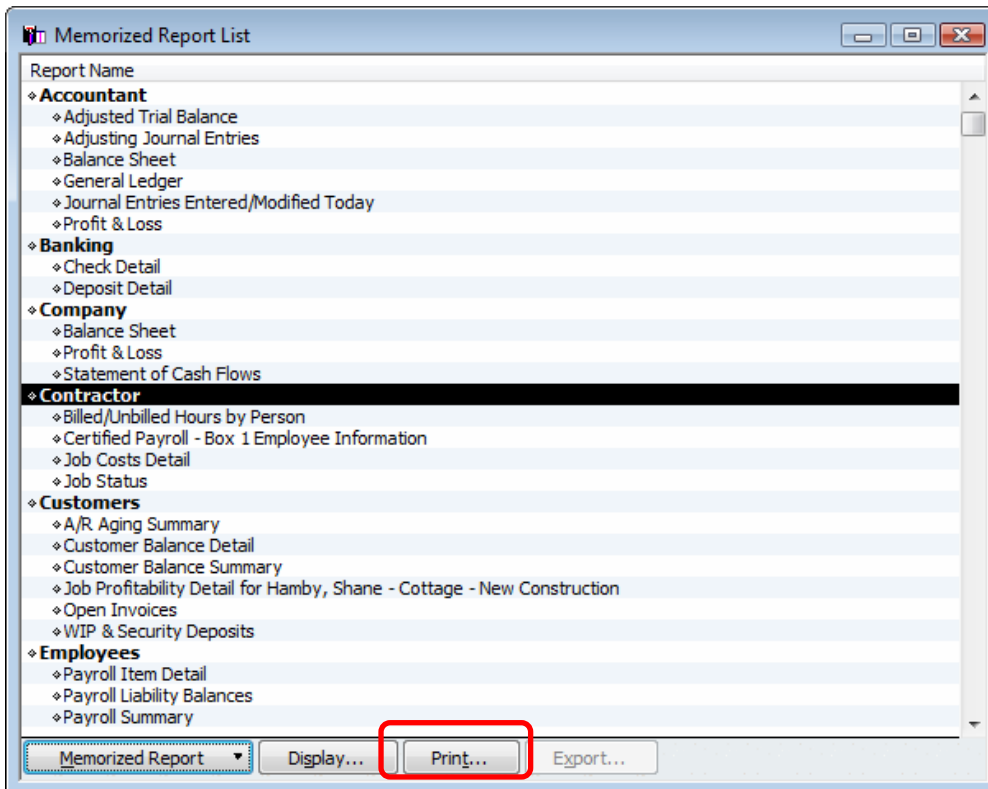 Memorized Report List
Report Name
Accountant
Adjusted Trial Balance
Adjusting Journal Entries
Balance Sheet
General Ledger
Journal Entries Entered/Modified Today
Profit & Loss
Banking
Check Detail
Deposit Detail
Company
Balance Sheet
Profit & Loss
Statement of Cash Flows
Contractor
Billed/Unbilled Hours by Person
Certified Payroll - Box 1 Employee Information
Job Costs Detail
Job Status
Customers
A/R Aging Summary
Customer Balance Detail
Customer Balance Summary
Job Profitability Detail for Hamby, Shane - Cottage - New Construction
Open Invoices
WIP & Security Deposits
Employees
Payroll Item Detail
Payroll Liability Balances
Payroll Summary
Memorized Report Display... Print... Export...